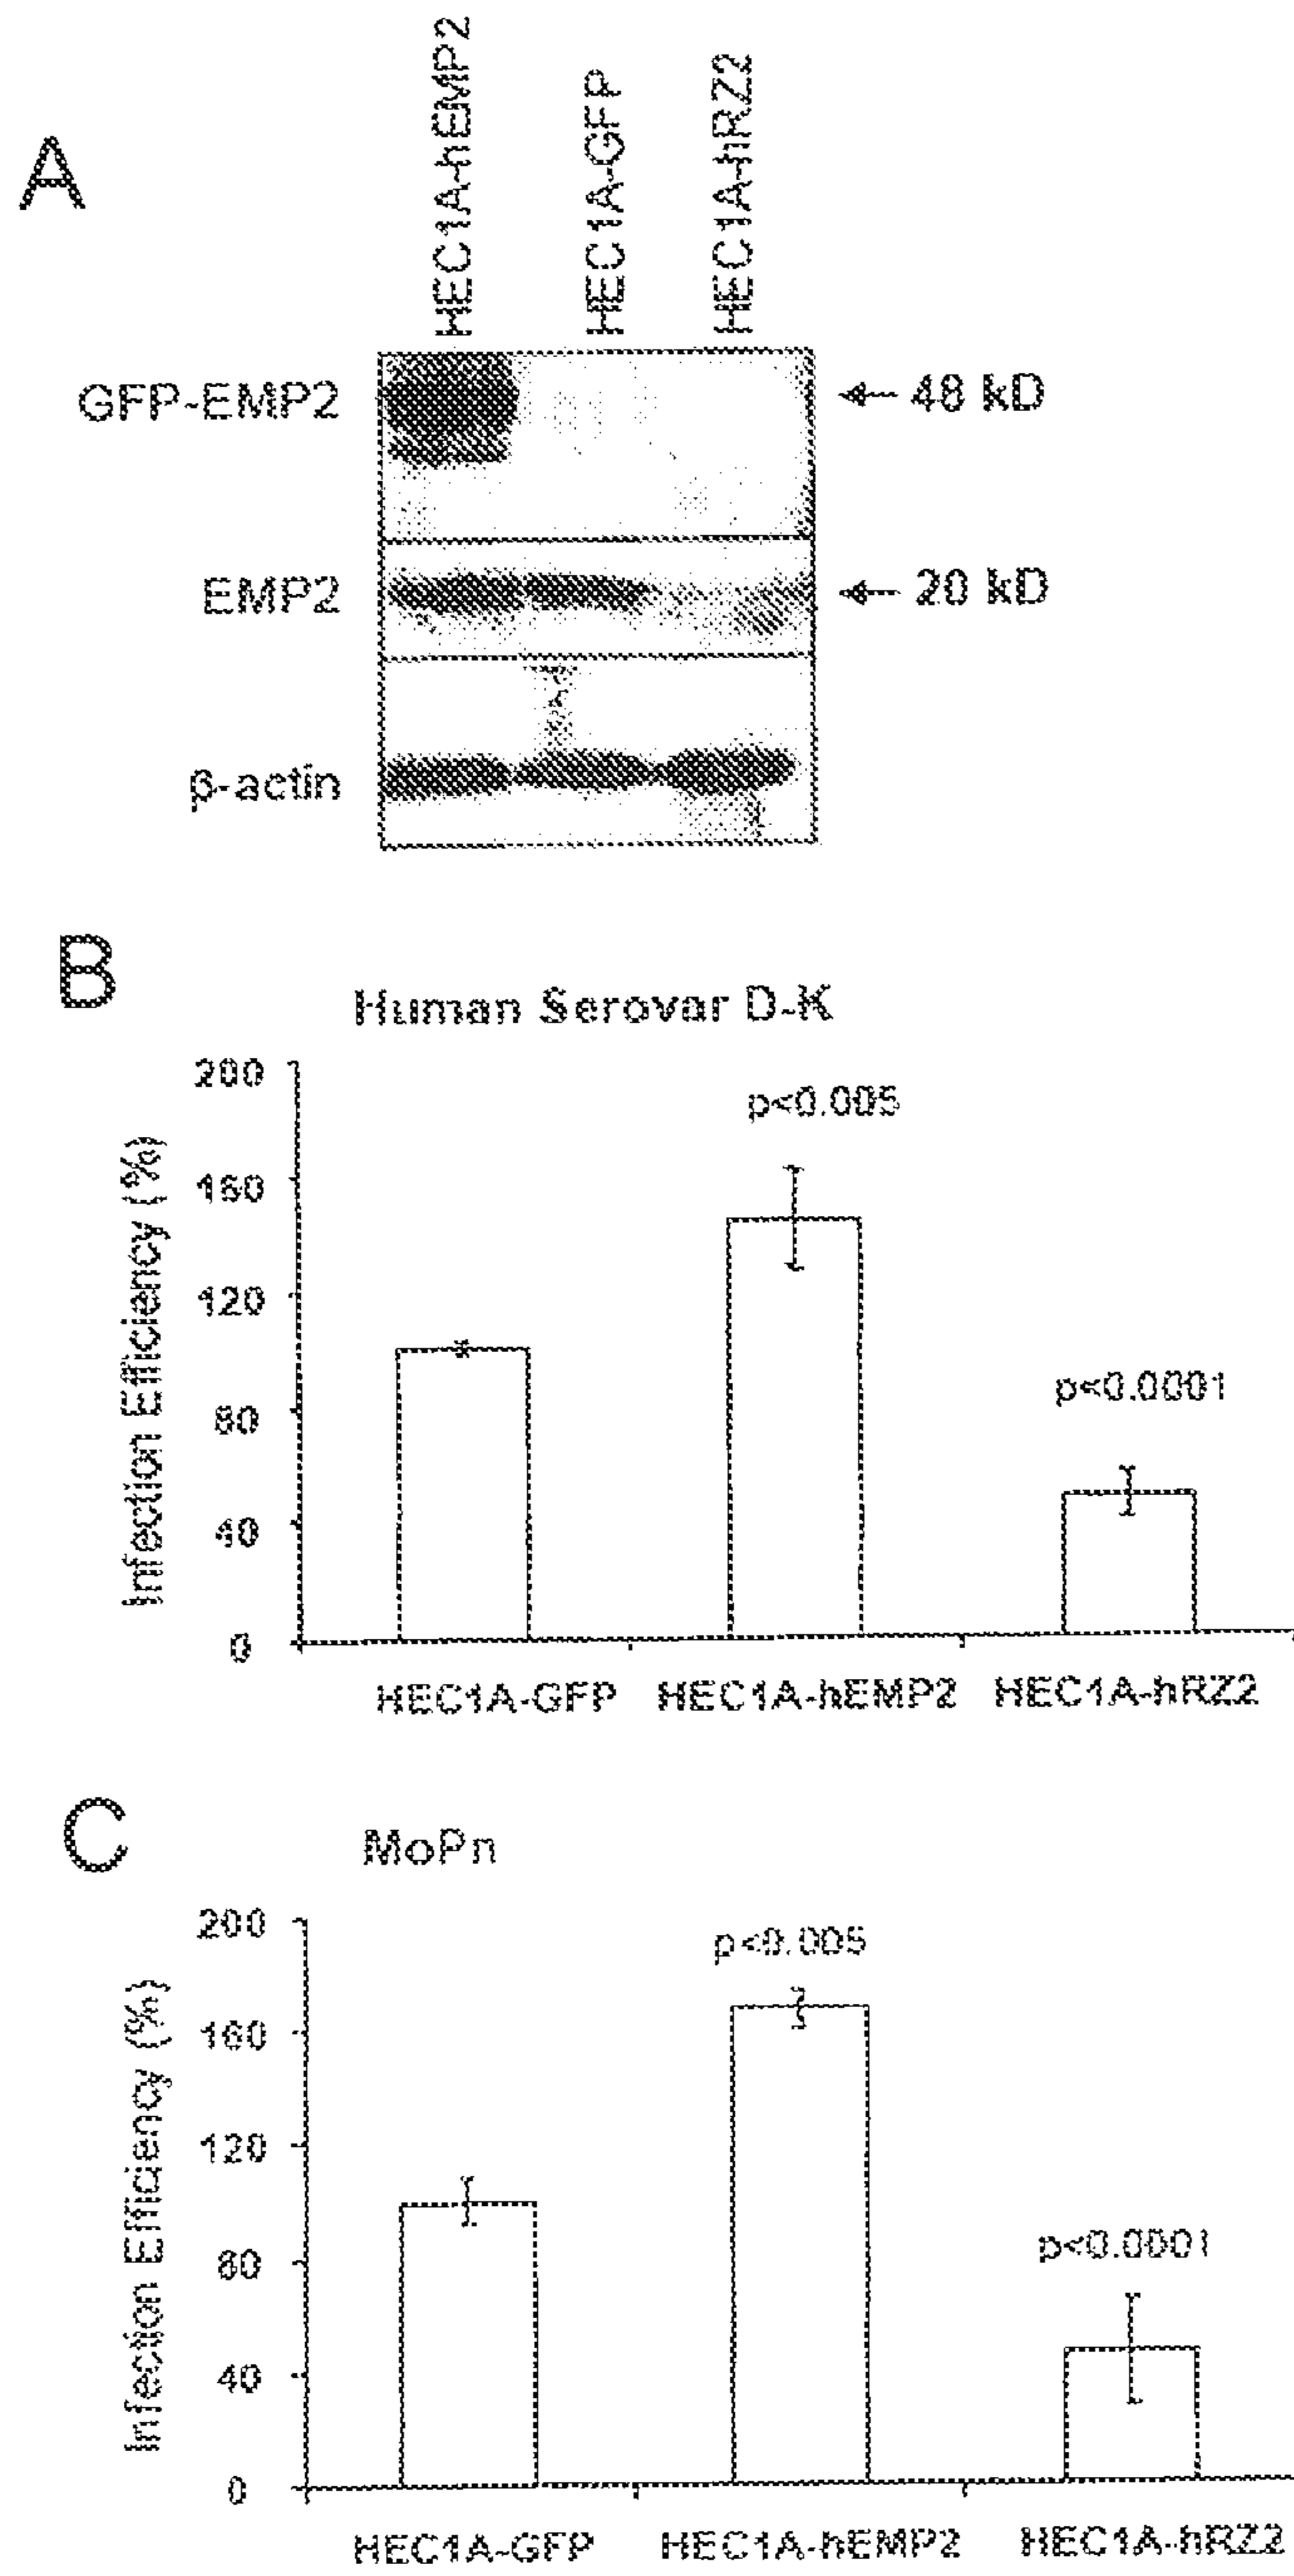 A
HEC1A-hEMP2
HEC1A-GFP
HEC1A-hRZ2
GFP-EMP2
← 48 kD
EMP2
← 20 kD
β-actin
B
Human Serovar D-K
Infection Efficiency (%)
200
160
120
80
40
0
p<0.005
p<0.0001
HEC1A-GFP HEC1A-hEMP2 HEC1A-hRZ2
C
MoPn
Infection Efficiency (%)
200
160
120
80
40
0
p<0.005
p<0.0001
HEC1A-GFP HEC1A-hEMP2 HEC1A-hRZ2